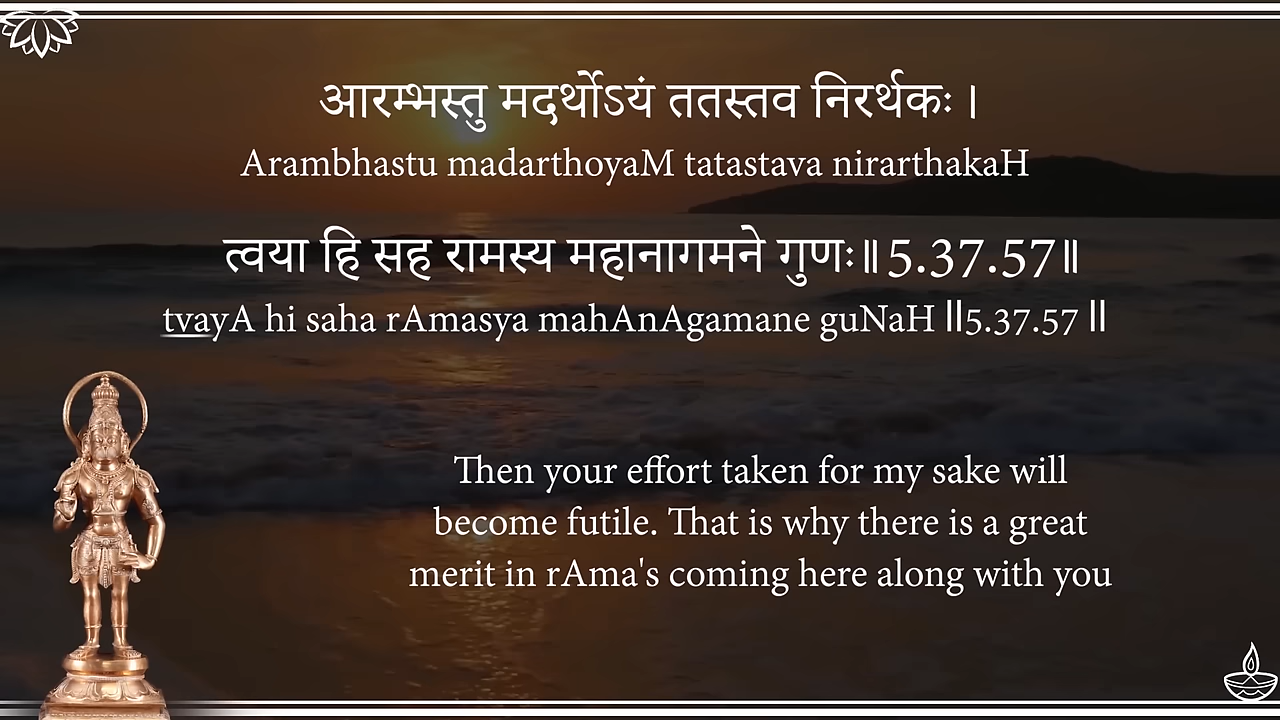 आरम्भस्तु मदर्थोऽयं ततस्तव निरर्थकः ।
Arambhastu madarthoyaM tatastava nirarthakaH
त्वया हि सह रामस्य महानागमने गुणः॥ 5.37.57॥
tvayA hi saha rAmasya mahAnAgamane guNaH ॥5.37.57 ॥
Then your effort taken for my sake will
become futile. That is why there is a great
merit in rAma's coming here along with you